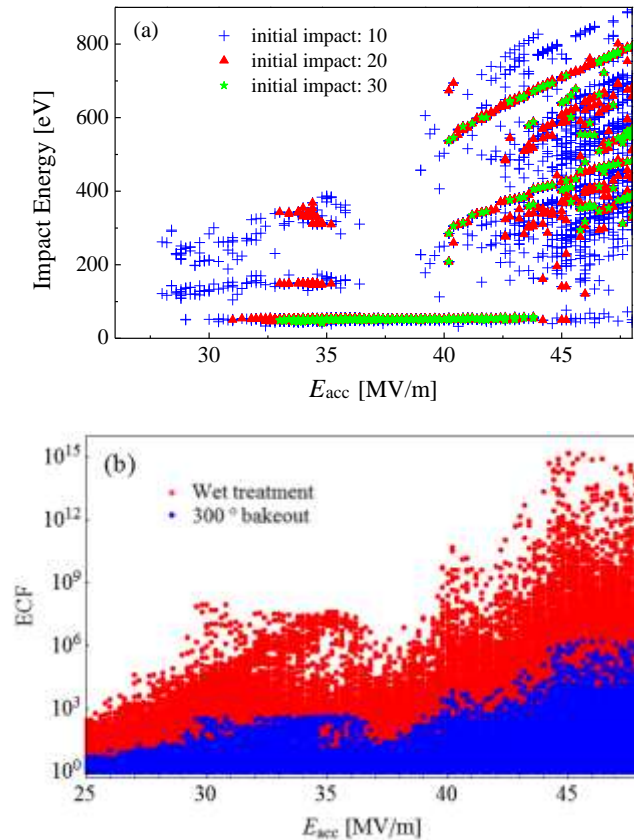 (a)
initial impact: 10
initial impact: 20
initial impact: 30
Impact Energy [eV]
800
600
400
200
0
30 35 40 45
Eacc [MV/m]
(b)
Wet treatment
300 ° bakeout
ECF
10^15
10^12
10^9
10^6
10^3
10^0
25 30 35 40 45
Eacc [MV/m]